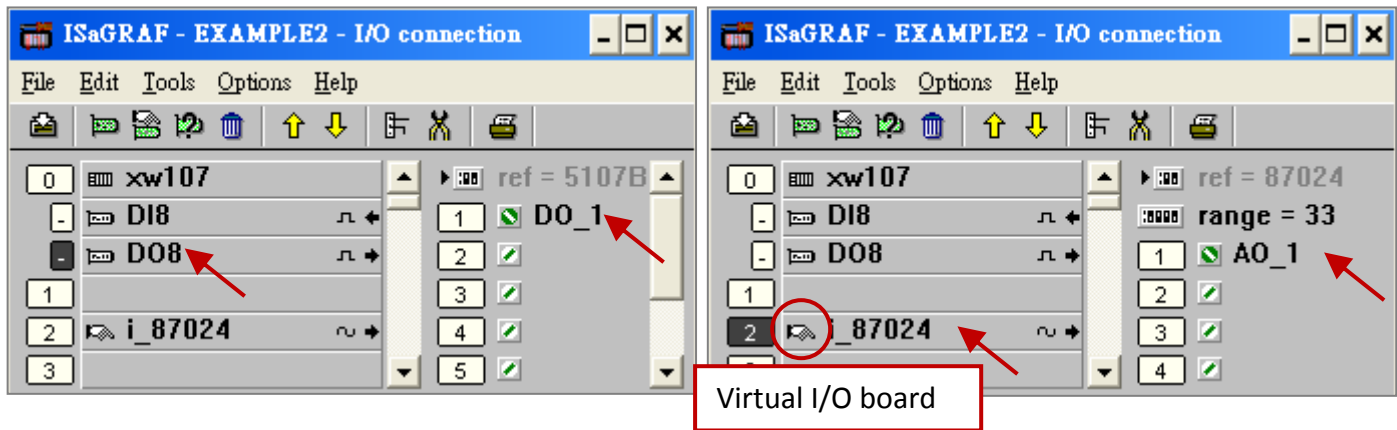 ISaGRAF - EXAMPLE2 - I/O connection
File Edit Tools Options Help
0 xw107
- DI8
- DO8
1
2 i_87024
3
ref = 5107B
1 DO_1
2
3
4
5
ISaGRAF - EXAMPLE2 - I/O connection
File Edit Tools Options Help
0 xw107
- DI8
- DO8
1
2 i_87024
ref = 87024
range = 33
1 AO_1
2
3
4
Virtual I/O board